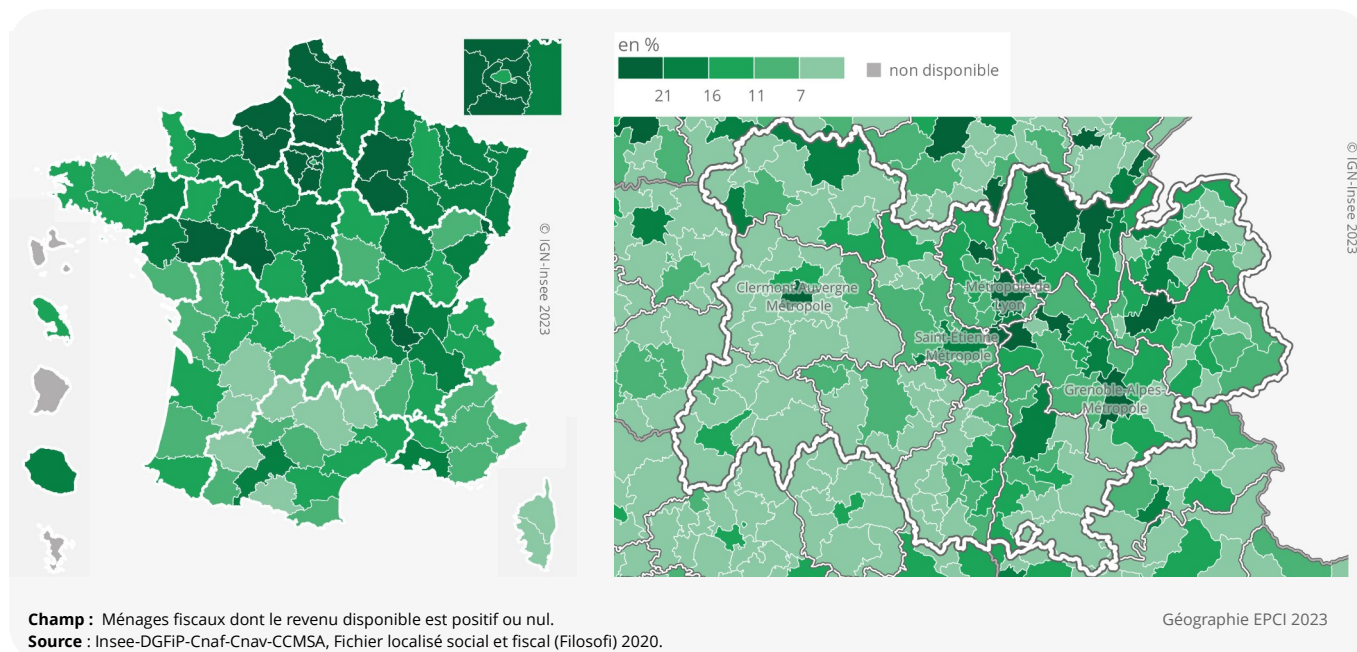 en %
21 16 11 7
non disponible
© IGN-Insee 2023
© IGN-Insee 2023
Clermont Auvergne
Métropole
Métropole de
Lyon
Saint-Etienne
Métropole
Grenoble-Alpes-
Métropole
Champ : Ménages fiscaux dont le revenu disponible est positif ou nul.
Géographie EPCI 2023
Source : Insee-DGFiP-Cnaf-Cnav-CCMSA, Fichier localisé social et fiscal (Filosofi) 2020.